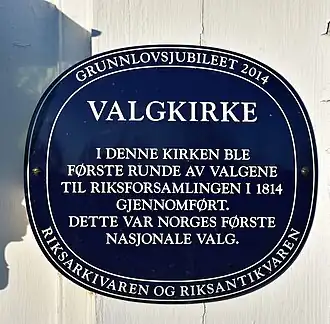 GRUNNLOVSJUBILEET 2014
VALGKIRKE
I DENNE KIRKEN BLE
FØRSTE RUNDE AV VALGENE
TIL RIKSFORSAMLINGEN I 1814
GJENNOMFØRT.
DETTE VAR NORGES FØRSTE
NASJONALE VALG.
RIKSARKIVAREN OG RIKSANTIKVAREN